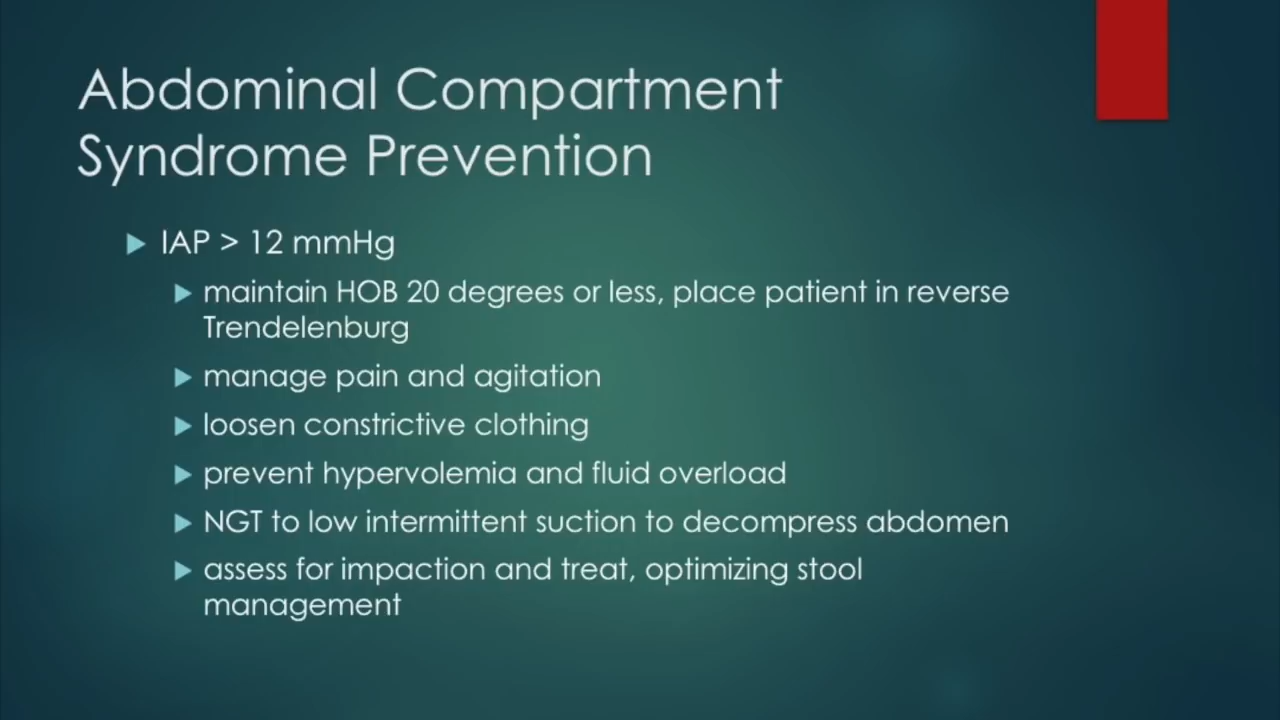 Abdominal Compartment
Syndrome Prevention
IAP > 12 mmHg
maintain HOB 20 degrees or less, place patient in reverse
Trendelenburg
manage pain and agitation
loosen constrictive clothing
prevent hypervolemia and fluid overload
NGT to low intermittent suction to decompress abdomen
assess for impaction and treat, optimizing stool
management